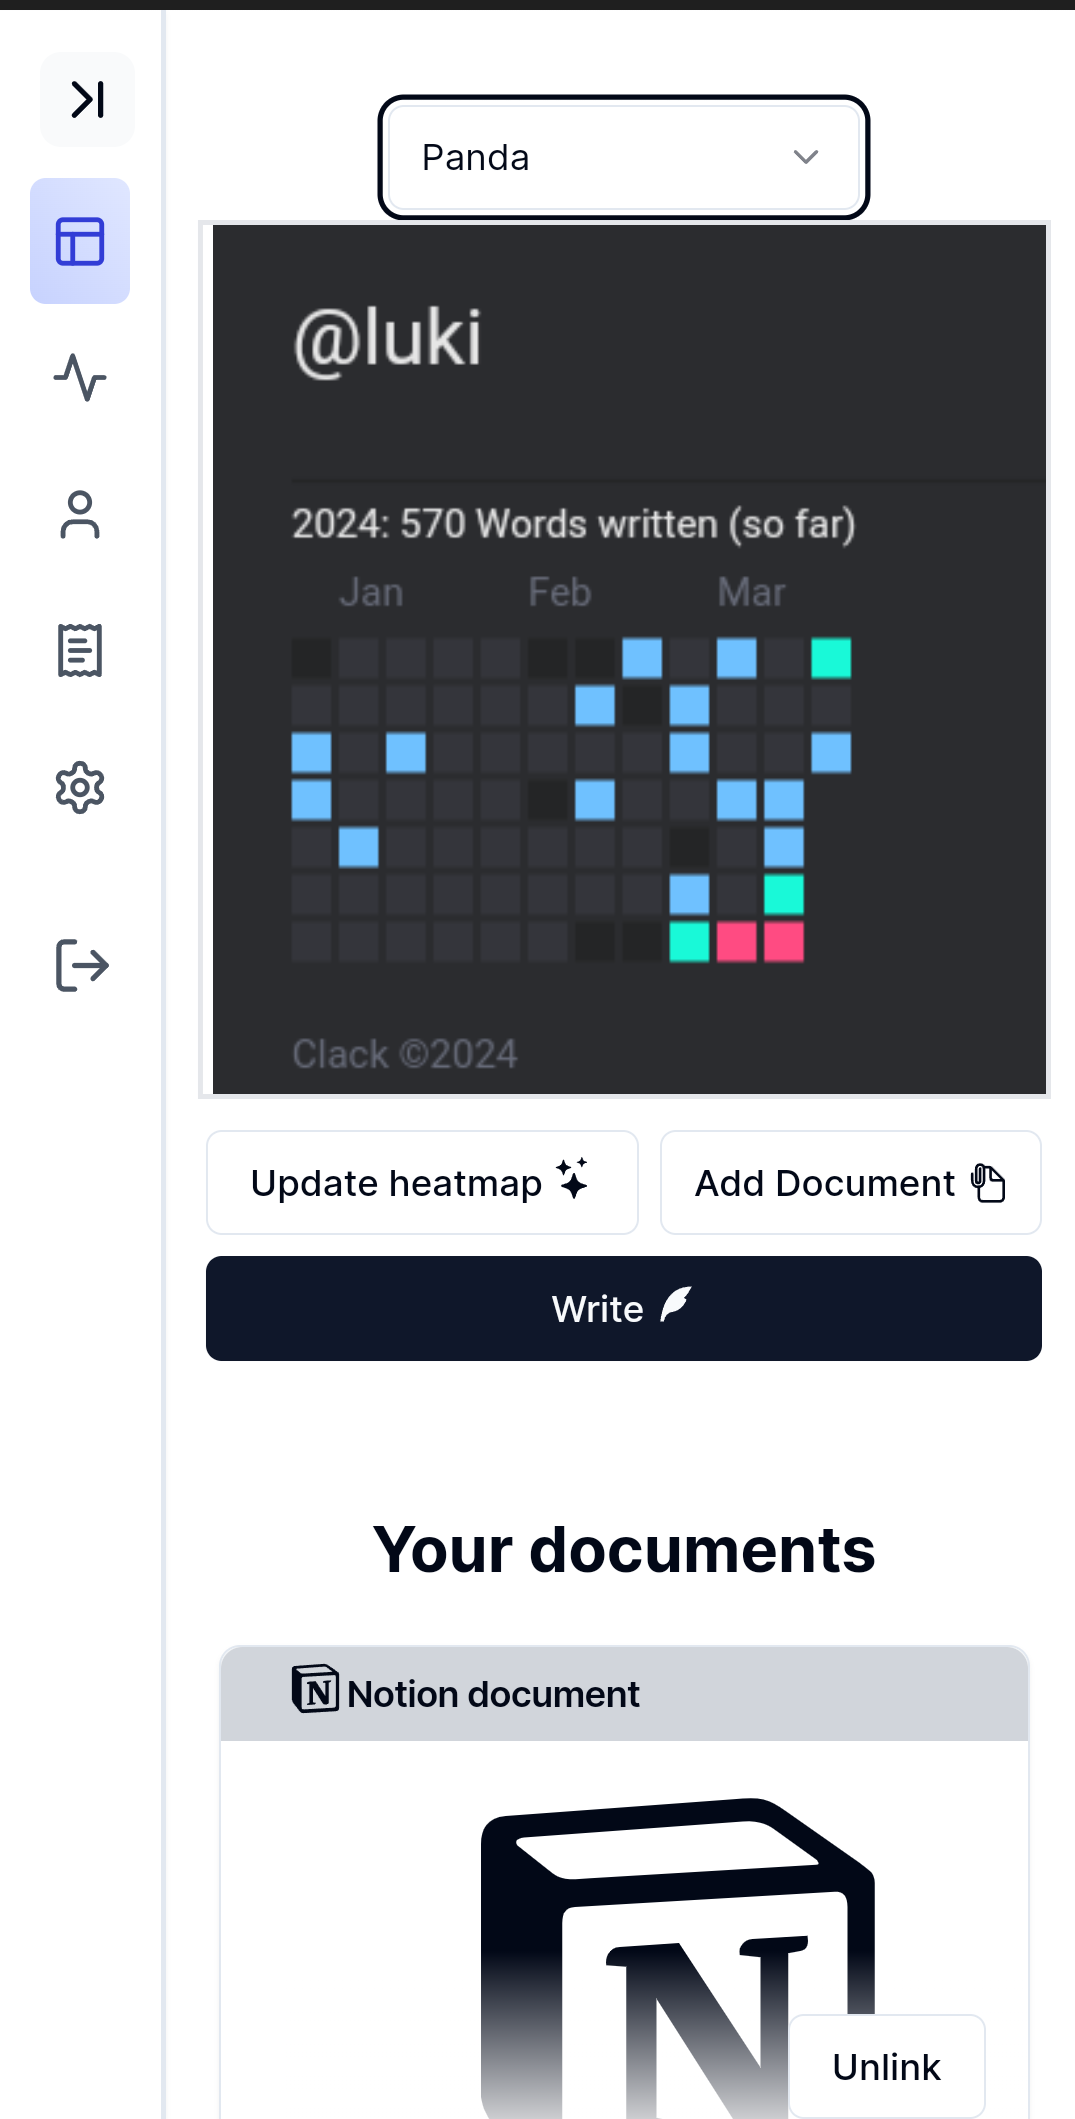 Panda
@luki
2024: 570 Words written (so far)
Jan Feb Mar
Clack ©2024
Update heatmap
Add Document
Write
Your documents
N Notion document
N
Unlink